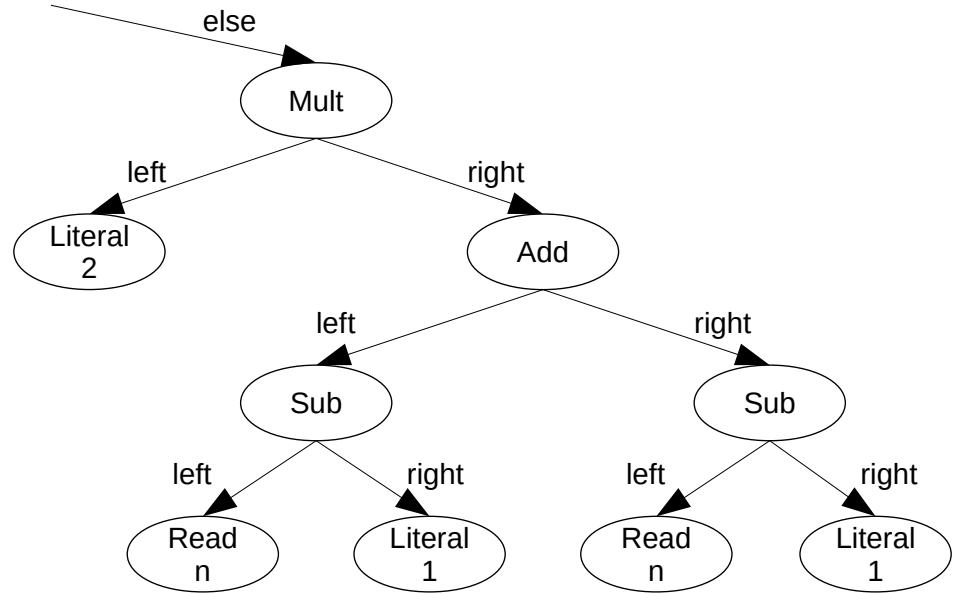 else
Mult
left
right
Literal
2
Add
left
right
Sub
Sub
left
right
left
right
Read
n
Literal
1
Read
n
Literal
1